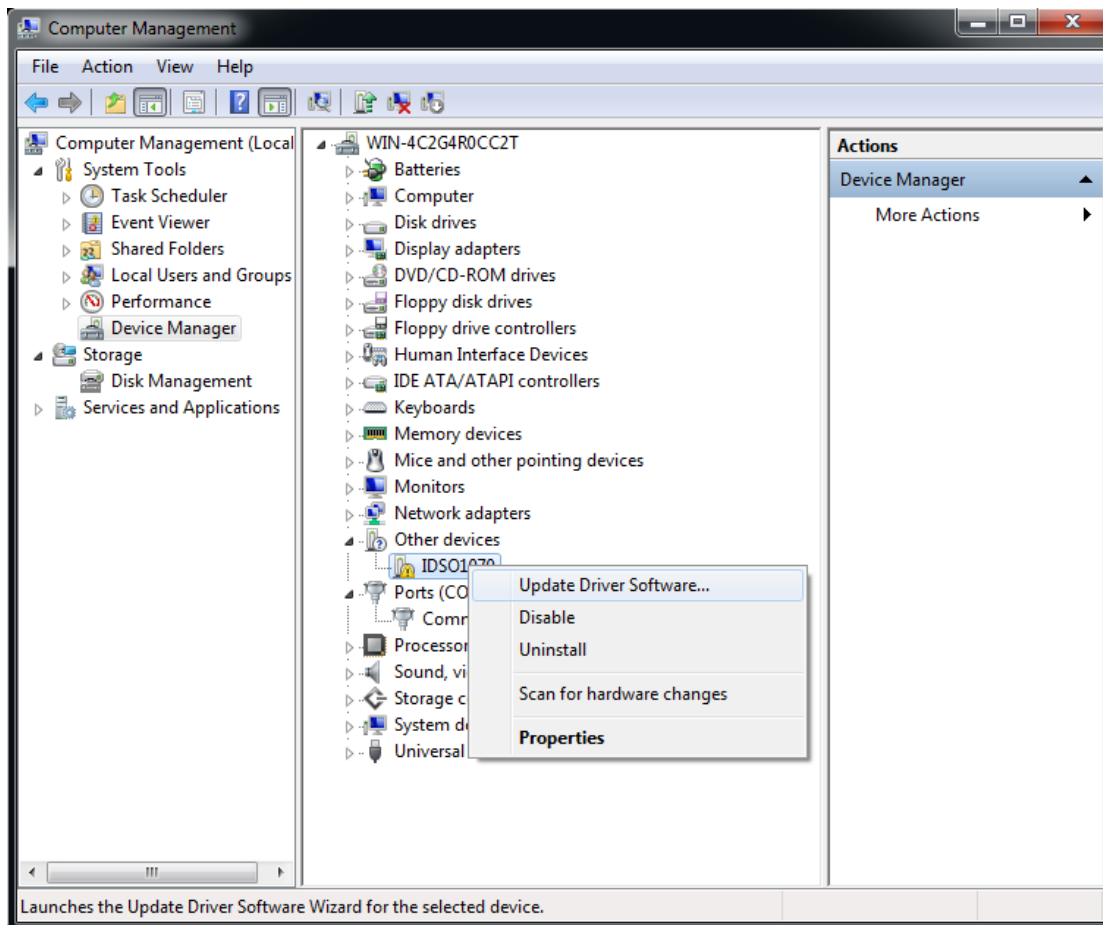 Computer Management
File Action View Help
Computer Management (Local
System Tools
Task Scheduler
Event Viewer
Shared Folders
Local Users and Groups
Performance
Device Manager
Storage
Disk Management
Services and Applications
WIN-4C2G4R0CC2T
Batteries
Computer
Disk drives
Display adapters
DVD/CD-ROM drives
Floppy disk drives
Floppy drive controllers
Human Interface Devices
IDE ATA/ATAPI controllers
Keyboards
Memory devices
Mice and other pointing devices
Monitors
Network adapters
Other devices
IDSO1070
Ports (CO
Comm
Processor
Sound, vi
Storage c
System de
Universal
Update Driver Software...
Disable
Uninstall
Scan for hardware changes
Properties
Actions
Device Manager
More Actions
Launches the Update Driver Software Wizard for the selected device.